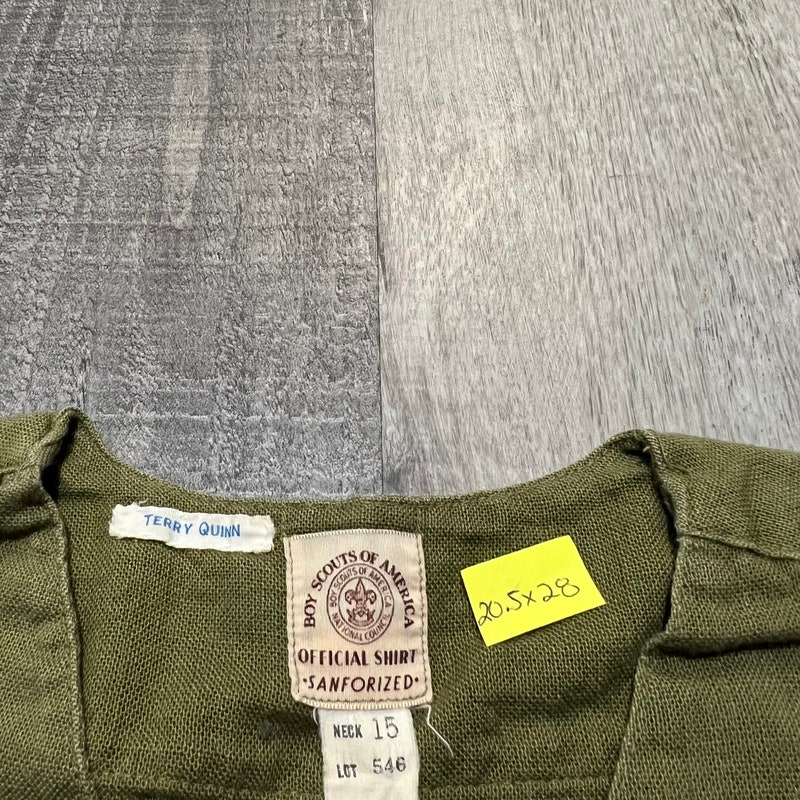 TERRY QUINN
BOY SCOUTS OF AMERICA
BOY SCOUTS OF AMERICA
NATIONAL COUNCIL
OFFICIAL SHIRT
•SANFORIZED•
NECK 15
LOT 546
20.5x28